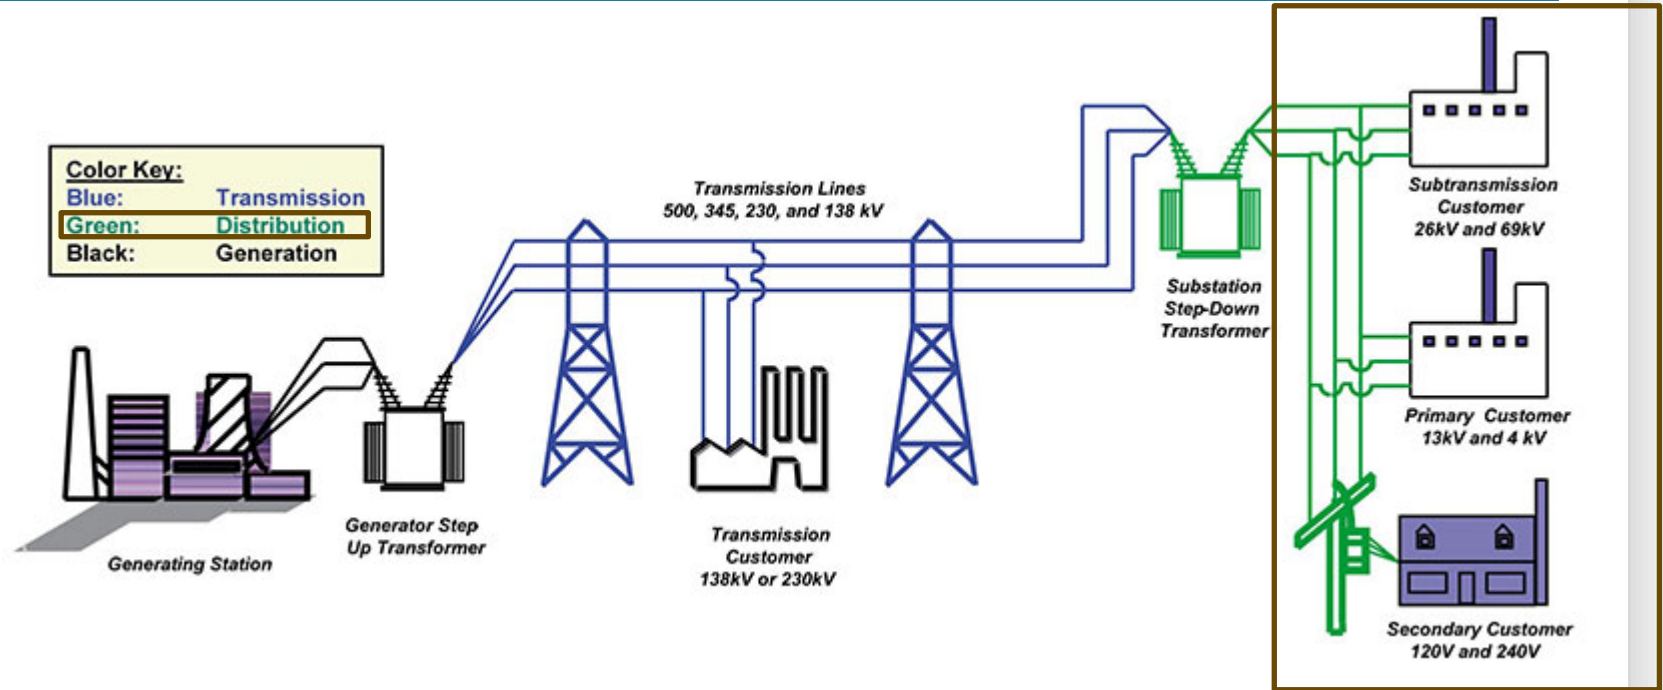 Color Key:
Blue: Transmission
Green: Distribution
Black: Generation
Transmission Lines
500, 345, 230, and 138 kV
Generating Station
Generator Step
Up Transformer
Transmission
Customer
138kV or 230kV
Substation
Step-Down
Transformer
Subtransmission
Customer
26kV and 69kV
Primary Customer
13kV and 4 kV
Secondary Customer
120V and 240V